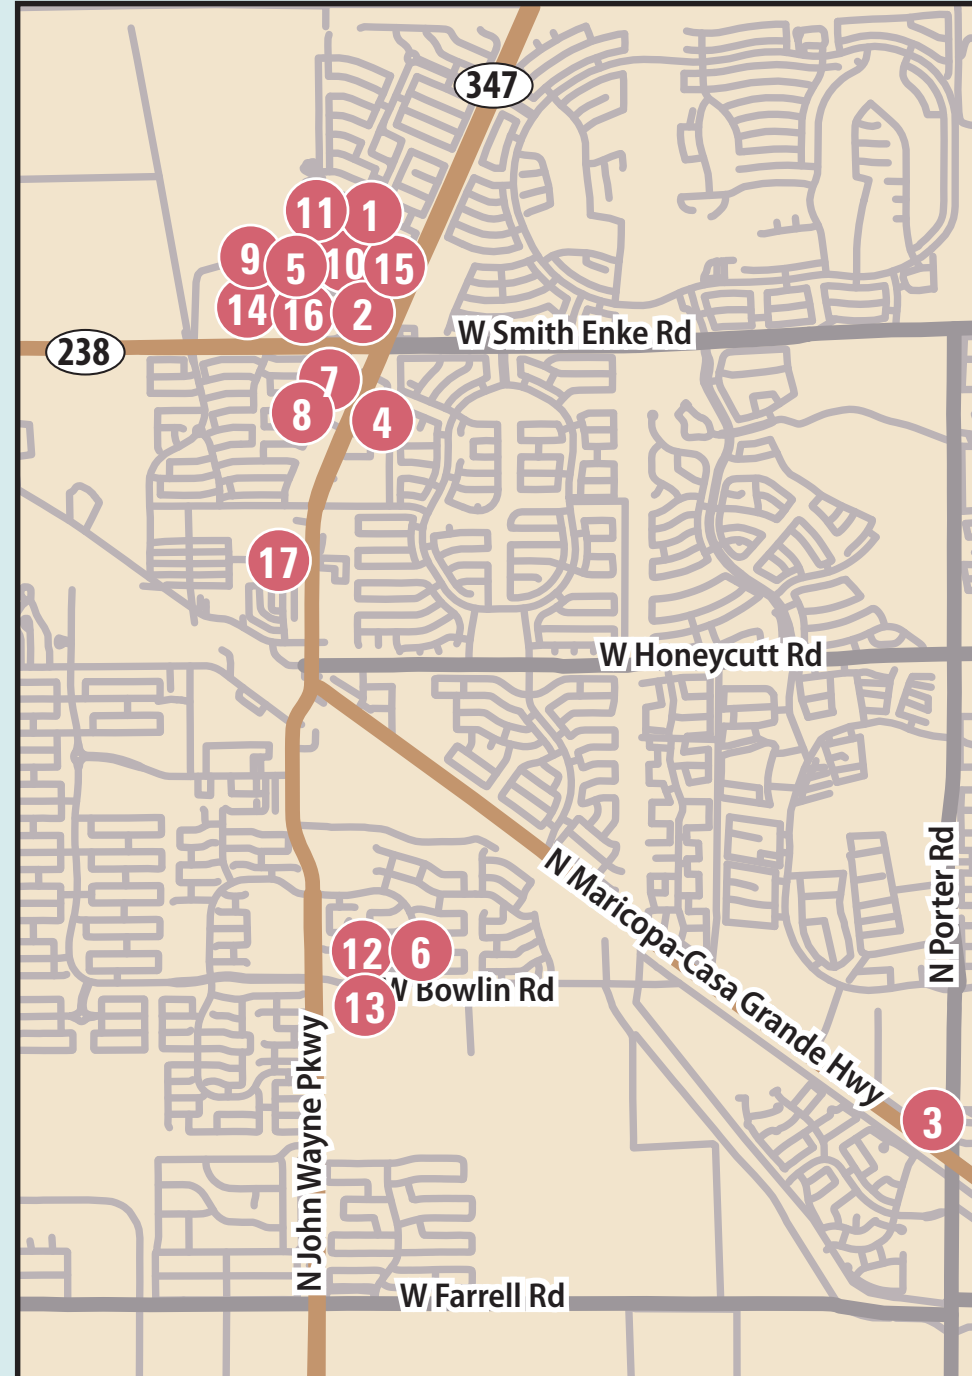 347
11
1
9
5
10
15
14
16
2
W Smith Enke Rd
238
7
8
4
17
W Honeycutt Rd
N Maricopa-Casa Grande Hwy
N Porter Rd
12
6
W Bowlin Rd
13
N John Wayne Pkwy
3
W Farrell Rd